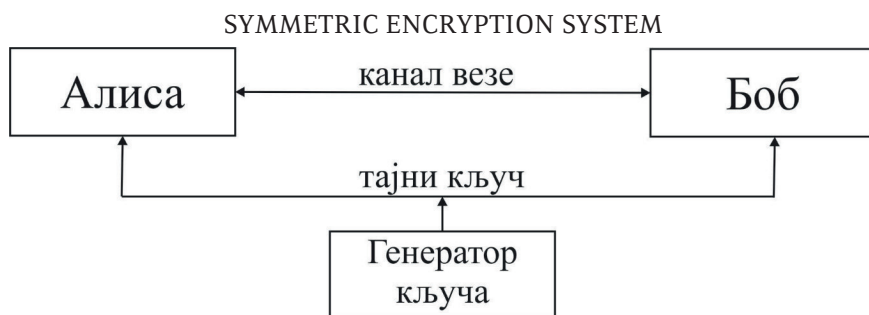 SYMMETRIC ENCRYPTION SYSTEM
Алиса
канал везе
Боб
тајни кључ
Генератор
кључа